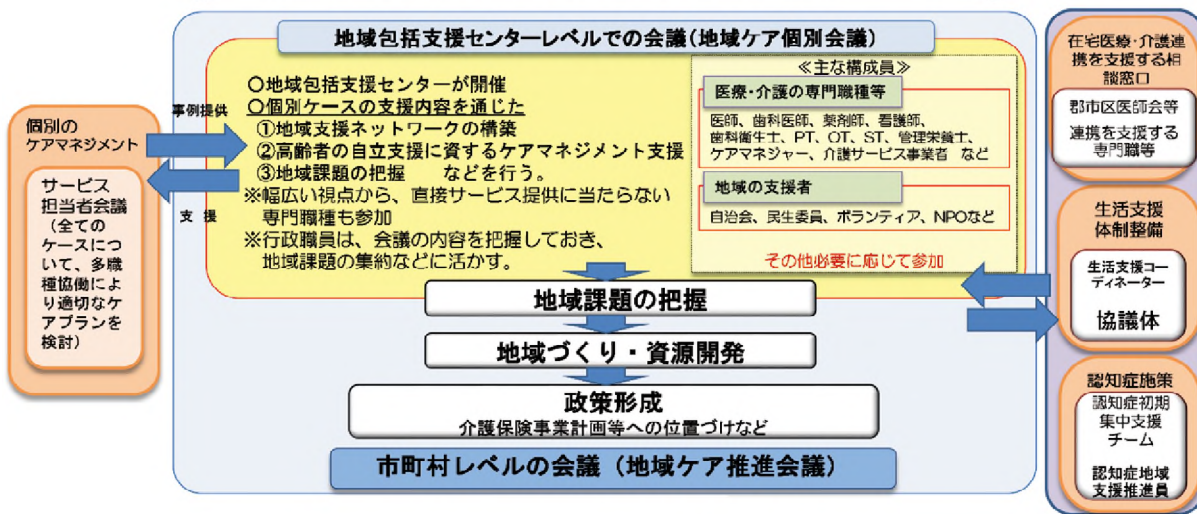 地域包括支援センターレベルでの会議(地域ケア個別会議)
事例提供
支 援
個別の
ケアマネジメント
サービス
担当者会議
(全ての
ケースにつ
いて、多職
種協働によ
り適切なケ
アプランを
検討)
〇地域包括支援センターが開催
〇個別ケースの支援内容を通じた
①地域支援ネットワークの構築
②高齢者の自立支援に資するケアマネジメント支援
③地域課題の把握 などを行う。
※幅広い視点から、直接サービス提供に当たらない
専門職種も参加
※行政職員は、会議の内容を把握しておき、
地域課題の集約などに活かす。
≪主な構成員≫
医療・介護の専門職種等
医師、歯科医師、薬剤師、看護師、
歯科衛生士、PT、OT、ST、管理栄養士、
ケアマネジャー、介護サービス事業者 など
地域の支援者
自治会、民生委員、ボランティア、NPOなど
その他必要に応じて参加
地域課題の把握
地域づくり・資源開発
政策形成
介護保険事業計画等への位置づけなど
市町村レベルの会議(地域ケア推進会議)
在宅医療・介護連
携を支援する相
談窓口
郡市区医師会等
連携を支援する
専門職等
生活支援
体制整備
生活支援コー
ディネーター
協議体
認知症施策
認知症初期
集中支援
チーム
認知症地域
支援推進員